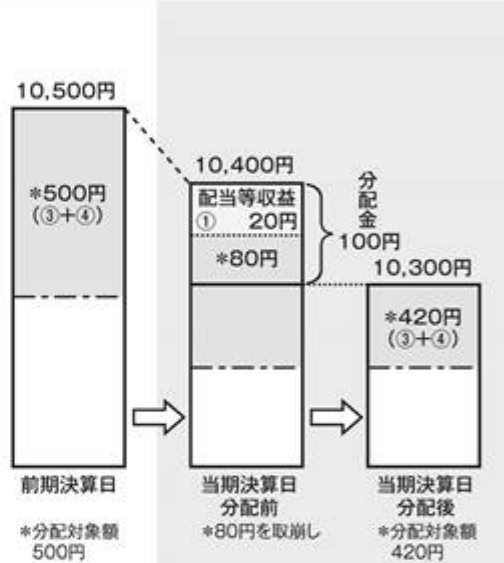 10,500円
*500円
(③+④)
前期決算日
*分配対象額
500円
10,400円
配当等収益
① 20円
*80円
分配金
100円
当期決算日
分配前
*80円を取崩し
10,300円
*420円
(③+④)
当期決算日
分配後
*分配対象額
420円